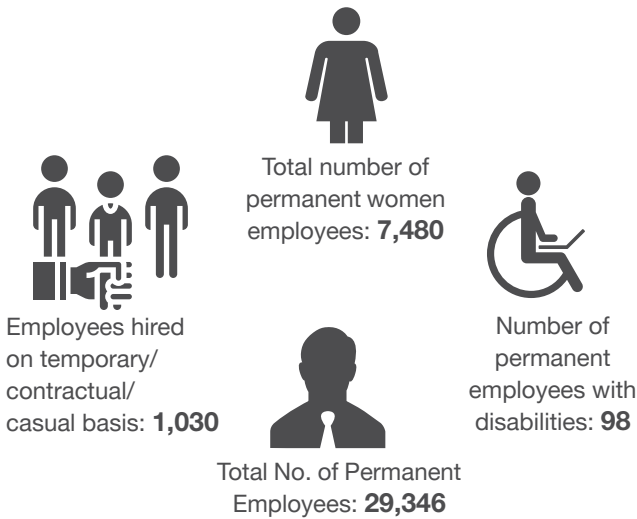 Total number of
permanent women
employees: 7,480
Employees hired
on temporary/
contractual/
casual basis: 1,030
Number of
permanent
employees with
disabilities: 98
Total No. of Permanent
Employees: 29,346